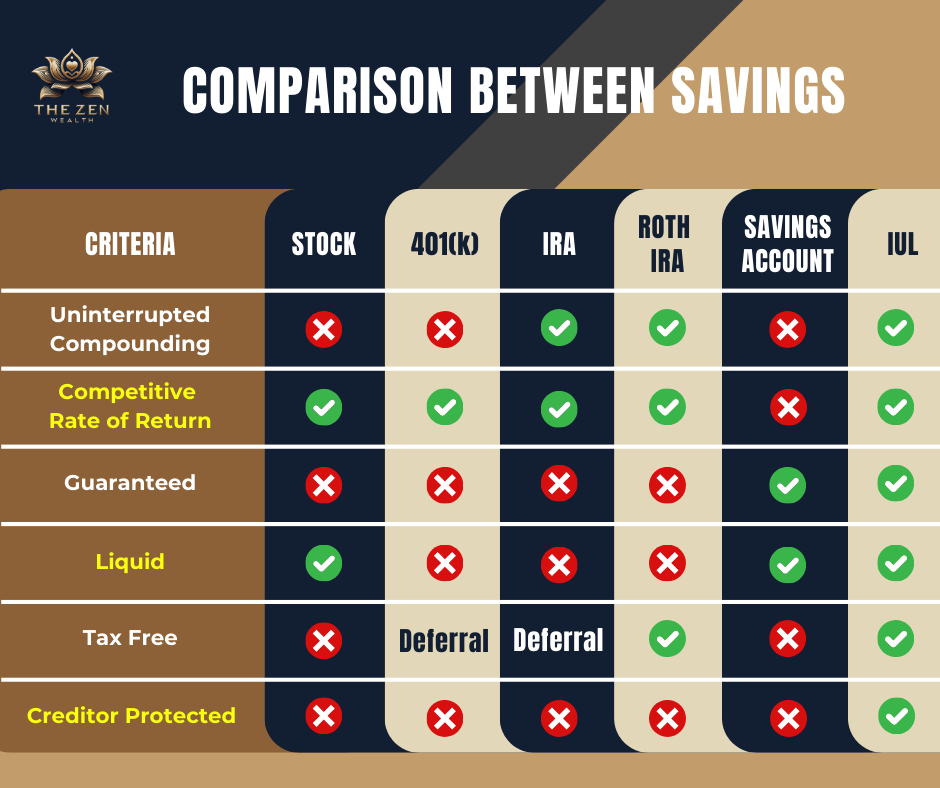 THE ZEN
WEALTH
COMPARISON BETWEEN SAVINGS
CRITERIA
STOCK
401(k)
IRA
ROTH
IRA
SAVINGS
ACCOUNT
IUL
Uninterrupted
Compounding
Competitive
Rate of Return
Guaranteed
Liquid
Tax Free
Deferral
Deferral
Creditor Protected